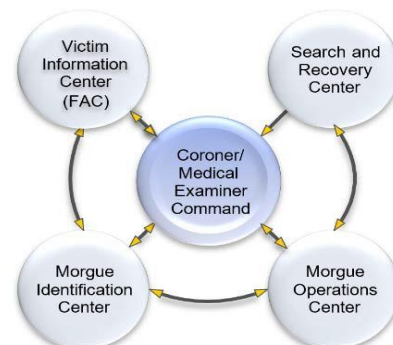 Victim
Information
Center
(FAC)
Search and
Recovery
Center
Coroner/
Medical
Examiner
Command
Morgue
Identification
Center
Morgue
Operations
Center